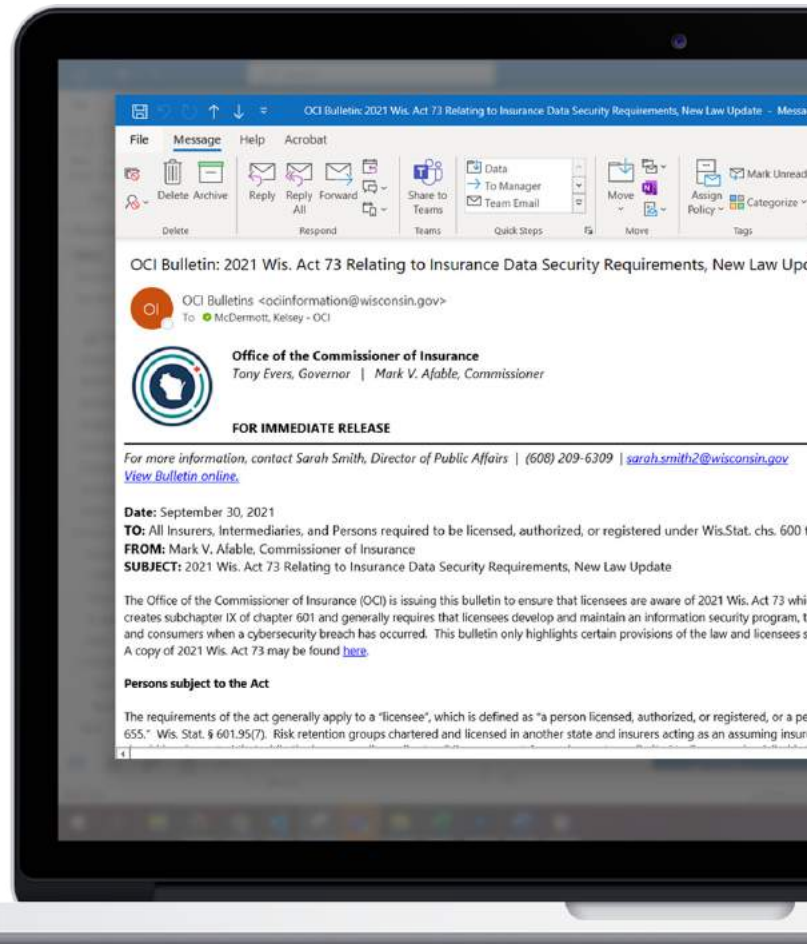 OCI Bulletin: 2021 Wis. Act 73 Relating to Insurance Data Security Requirements, New Law Update - Messa
File Message Help Acrobat
Delete Archive
Reply Reply All Forward
Share to Teams
Data
To Manager
Team Email
Move
Assign Policy
Mark Unread
Categorize
Delete Respond Teams Quick Steps Move Tags
OCI Bulletin: 2021 Wis. Act 73 Relating to Insurance Data Security Requirements, New Law Upd
OI
OCI Bulletins <ociinformation@wisconsin.gov>
To McDermott, Kelsey - OCI
Office of the Commissioner of Insurance
Tony Evers, Governor | Mark V. Afable, Commissioner
FOR IMMEDIATE RELEASE
For more information, contact Sarah Smith, Director of Public Affairs | (608) 209-6309 | sarah.smith2@wisconsin.gov
View Bulletin online.
Date: September 30, 2021
TO: All Insurers, Intermediaries, and Persons required to be licensed, authorized, or registered under Wis.Stat. chs. 600 t
FROM: Mark V. Afable, Commissioner of Insurance
SUBJECT: 2021 Wis. Act 73 Relating to Insurance Data Security Requirements, New Law Update
The Office of the Commissioner of Insurance (OCI) is issuing this bulletin to ensure that licensees are aware of 2021 Wis. Act 73 whi
creates subchapter IX of chapter 601 and generally requires that licensees develop and maintain an information security program, t
and consumers when a cybersecurity breach has occurred. This bulletin only highlights certain provisions of the law and licensees s
A copy of 2021 Wis. Act 73 may be found here.
Persons subject to the Act
The requirements of the act generally apply to a "licensee", which is defined as "a person licensed, authorized, or registered, or a pe
655." Wis. Stat. § 601.95(7). Risk retention groups chartered and licensed in another state and insurers acting as an assuming insur